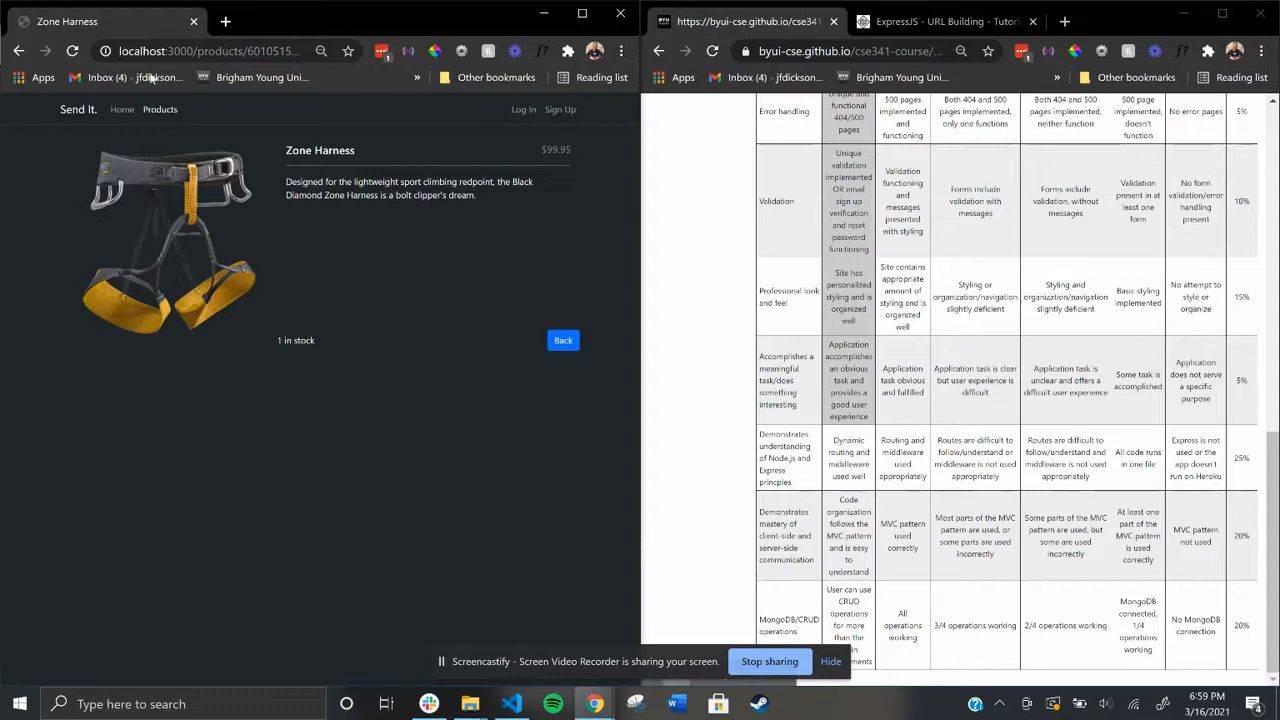 Zone Harness
https://byui-cse.github.io/cse341
ExpressJS - URL Building - Tutori
localhost:3000/products/6010515...
byui-cse.github.io/cse341-course/...
Apps
Inbox (4) - jfdickson...
Brigham Young Uni...
»
Other bookmarks
Reading list
Apps
Inbox (4) - jfdickson...
Brigham Young Uni...
»
Other bookmarks
Reading list
Send It.
Home
Products
Log In
Sign Up
Zone Harness
$99.95
Designed for the lightweight sport climbing redpoint, the Black
Diamond Zone Harness is a bolt clipper's dream.
1 in stock
Back
Error handling
functional
404/500
pages
500 pages
implemented
and
functioning
Both 404 and 500
pages implemented,
only one functions
Both 404 and 500
pages implemented,
neither function
500 page
implemented,
doesn't
function
No error pages
5%
Validation
Unique
validation
implemented
OR email
sign up
verification
and reset
password
functioning
Validation
functioning
and
messages
presented
with styling
Forms include
validation with
messages
Forms include
validation, without
messages
Validation
present in at
least one
form
No form
validation/error
handling
present
10%
Professional look
and feel
Site has
personalized
styling and is
organized
well
Site contains
appropriate
amount of
styling and is
organized
well
Styling or
organization/navigation
slightly deficient
Styling and
organization/navigation
slightly deficient
Basic styling
implemented
No attempt to
style or
organize
15%
Accomplishes a
meaningful
task/does
something
interesting
Application
accomplishes
an obvious
task and
provides a
good user
experience
Application
task obvious
and fulfilled
Application task is clear
but user experience is
difficult
Application task is
unclear and offers a
difficult user experience
Some task is
accomplished
Application
does not serve
a specific
purpose
5%
Demonstrates
understanding
of Node.js and
Express
princples
Dynamic
routing and
middleware
used well
Routing and
middleware
used
appropriately
Routes are difficult to
follow/understand or
middleware is not used
appropriately
Routes are difficult to
follow/understand and
middleware is not used
appropriately
All code runs
in one file
Express is not
used or the
app doesn't
run on Heroku
25%
Demonstrates
mastery of
client-side and
server-side
communication
Code
organization
follows the
MVC pattern
and is easy
to
understand
MVC pattern
used
correctly
Most parts of the MVC
pattern are used, or
some parts are used
incorrectly
Some parts of the MVC
pattern are used, but
some are used
incorrectly
At least one
part of the
MVC pattern
is used
correctly
MVC pattern
not used
20%
MongoDB/CRUD
operations
User can use
CRUD
operations
for more
than the
All
operations
working
3/4 operations working
2/4 operations working
MongoDB
connected,
1/4
operations
working
No MongoDB
connection
20%
Screencastify - Screen Video Recorder is sharing your screen.
Stop sharing
Hide
Type here to search
6:59 PM
3/16/2021
4